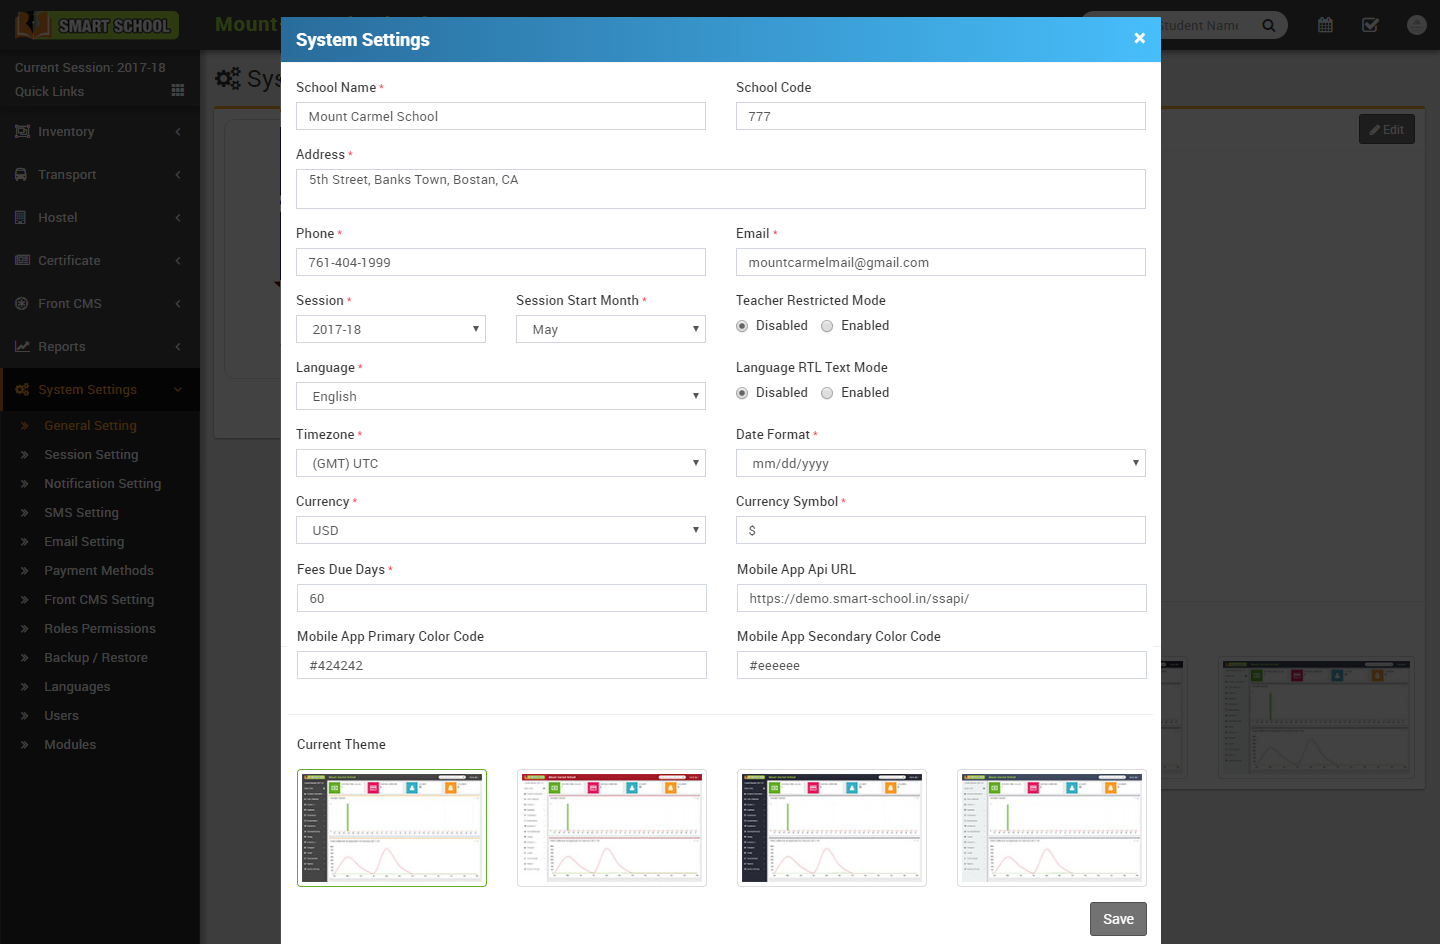 SMART SCHOOL
Mount
Student Name
Current Session: 2017-18
Quick Links
Inventory
Transport
Hostel
Certificate
Front CMS
Reports
System Settings
General Setting
Session Setting
Notification Setting
SMS Setting
Email Setting
Payment Methods
Front CMS Setting
Roles Permissions
Backup / Restore
Languages
Users
Modules
Sys
Edit
System Settings
×
School Name *
School Code
Mount Carmel School
777
Address *
5th Street, Banks Town, Bostan, CA
Phone *
Email *
761-404-1999
mountcarmelmail@gmail.com
Session *
Session Start Month *
Teacher Restricted Mode
2017-18
May
Disabled
Enabled
Language *
Language RTL Text Mode
English
Disabled
Enabled
Timezone *
Date Format *
(GMT) UTC
mm/dd/yyyy
Currency *
Currency Symbol *
USD
$
Fees Due Days *
Mobile App Api URL
60
https://demo.smart-school.in/ssapi/
Mobile App Primary Color Code
Mobile App Secondary Color Code
#424242
#eeeeee
Current Theme
Save